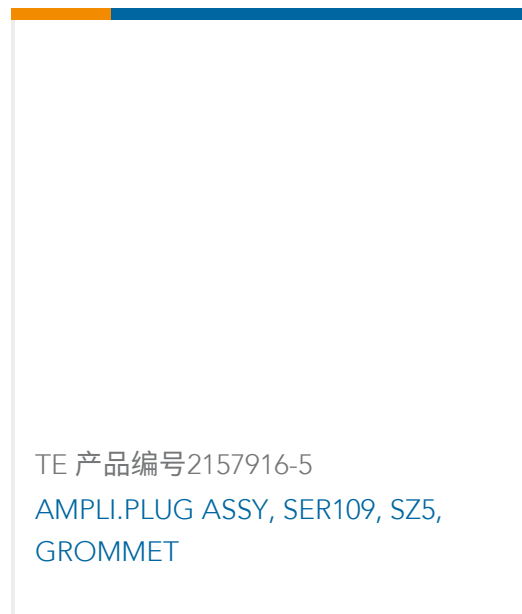 TE 产品编号2157916-5
AMPLI.PLUG ASSY, SER109, SZ5,
GROMMET